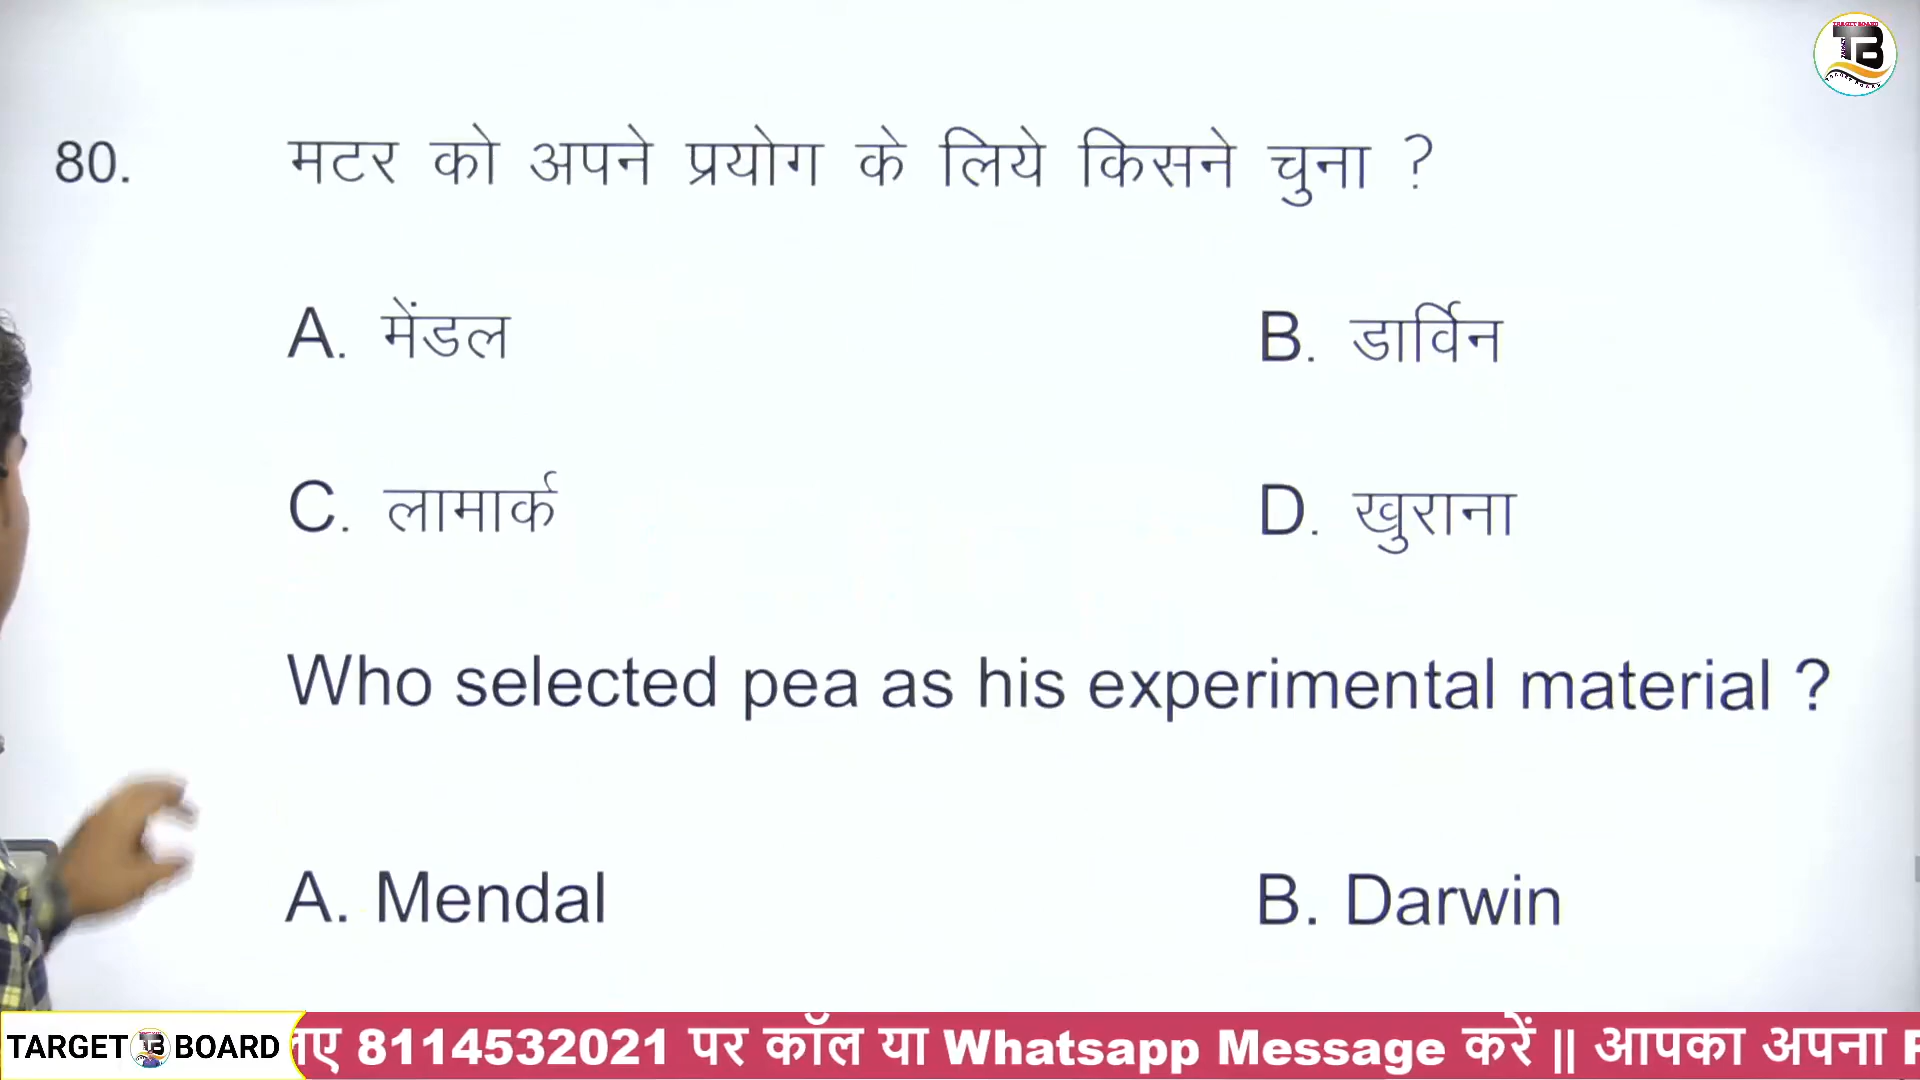 80. मटर को अपने प्रयोग के लिये किसने चुना ?
A. मेंडल B. डार्विन
C. लामार्क D. खुराना
Who selected pea as his experimental material ?
A. Mendal B. Darwin
TARGET TB BOARD 8114532021 पर कॉल या Whatsapp Message करें || आपका अपना